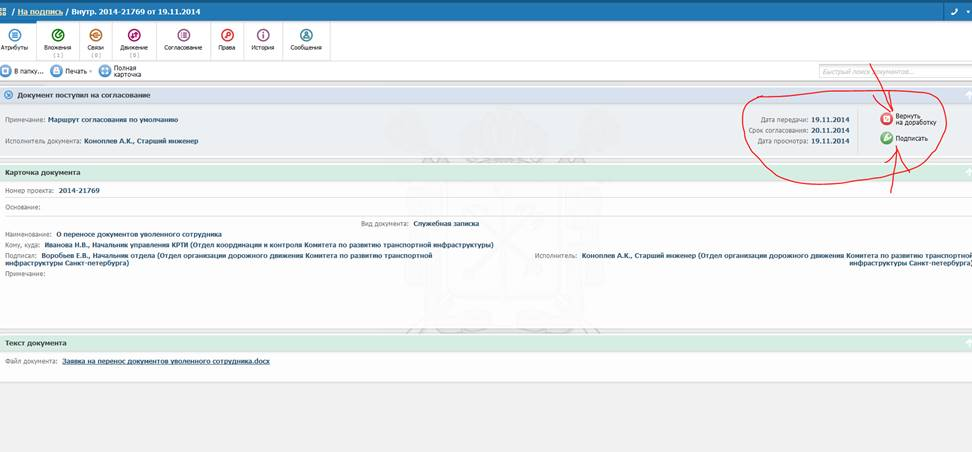 / На подпись / Внутр. 2014-21769 от 19.11.2014
Атрибуты Вложения Связи Движение Согласование Права История Сообщения
( 1 ) ( 0 ) ( 0 )
В папку... Печать Полная карточка
Быстрый поиск документов...
Документ поступил на согласование
Примечание: Маршрут согласования по умолчанию
Исполнитель документа: Коноплев А.К., Старший инженер
Дата передачи: 19.11.2014
Срок согласования: 20.11.2014
Дата просмотра: 19.11.2014
Вернуть
на доработку
Подписать
Карточка документа
Номер проекта: 2014-21769
Основание:
Вид документа: Служебная записка
Наименование: О переносе документов уволенного сотрудника
Кому, куда: Иванова Н.В., Начальник управления КРТИ (Отдел координации и контроля Комитета по развитию транспортной инфраструктуры)
Подписал: Воробьев Е.В., Начальник отдела (Отдел организации дорожного движения Комитета по развитию транспортной
инфраструктуры Санкт-петербурга)
Исполнитель: Коноплев А.К., Старший инженер (Отдел организации дорожного движения Комитета по развитию транспортной
инфраструктуры Санкт-петербурга)
Примечание:
Текст документа
Файл документа: Заявка на перенос документов уволенного сотрудника.docx